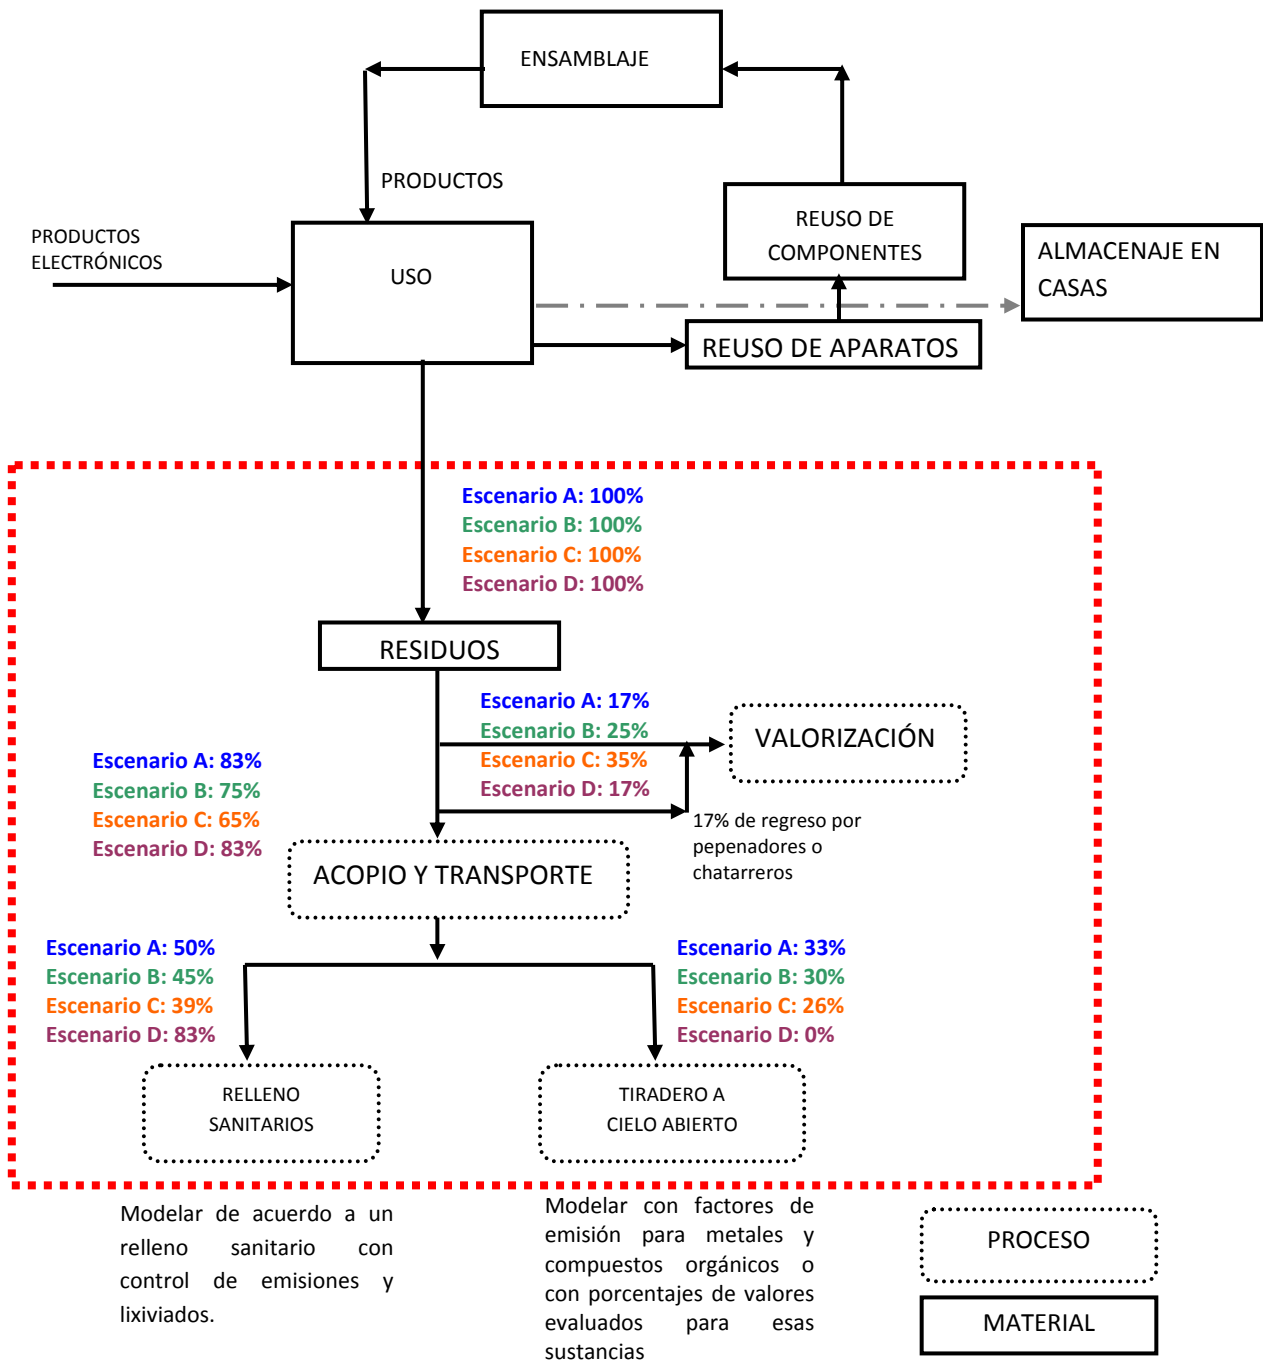 ENSAMBLAJE
PRODUCTOS
PRODUCTOS
ELECTRÓNICOS
USO
REUSO DE
COMPONENTES
ALMACENAJE EN
CASAS
REUSO DE APARATOS
Escenario A: 100%
Escenario B: 100%
Escenario C: 100%
Escenario D: 100%
RESIDUOS
Escenario A: 17%
Escenario B: 25%
Escenario C: 35%
Escenario D: 17%
VALORIZACIÓN
Escenario A: 83%
Escenario B: 75%
Escenario C: 65%
Escenario D: 83%
17% de regreso por
pepenadores o
chatarreros
ACOPIO Y TRANSPORTE
Escenario A: 50%
Escenario B: 45%
Escenario C: 39%
Escenario D: 83%
Escenario A: 33%
Escenario B: 30%
Escenario C: 26%
Escenario D: 0%
RELLENO
SANITARIOS
TIRADERO A
CIELO ABIERTO
Modelar de acuerdo a un
relleno sanitario con
control de emisiones y
lixiviados.
Modelar con factores de
emisión para metales y
compuestos orgánicos o
con porcentajes de valores
evaluados para esas
sustancias
PROCESO
MATERIAL